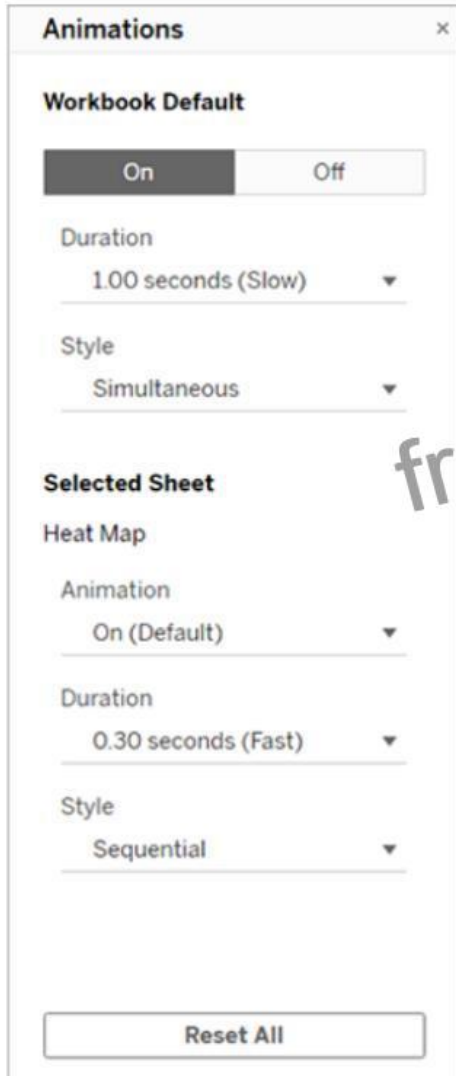 Animations ×
Workbook Default
On Off
Duration
1.00 seconds (Slow)
Style
Simultaneous
fr
Selected Sheet
Heat Map
Animation
On (Default)
Duration
0.30 seconds (Fast)
Style
Sequential
Reset All